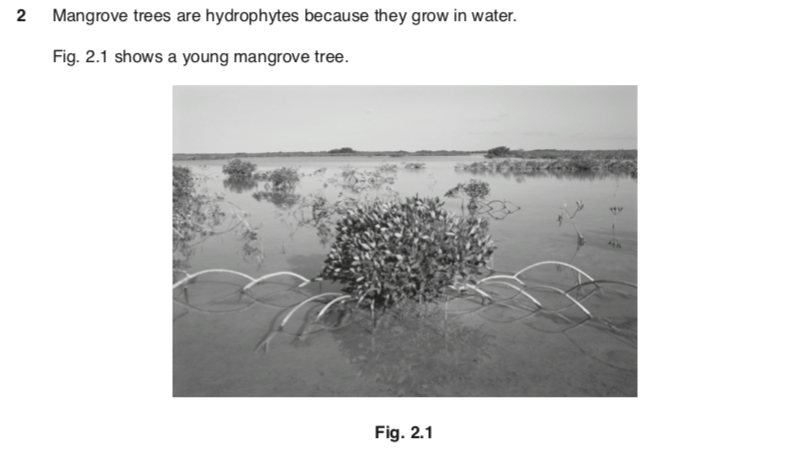 2 Mangrove trees are hydrophytes because they grow in water.
Fig. 2.1 shows a young mangrove tree.
Fig. 2.1